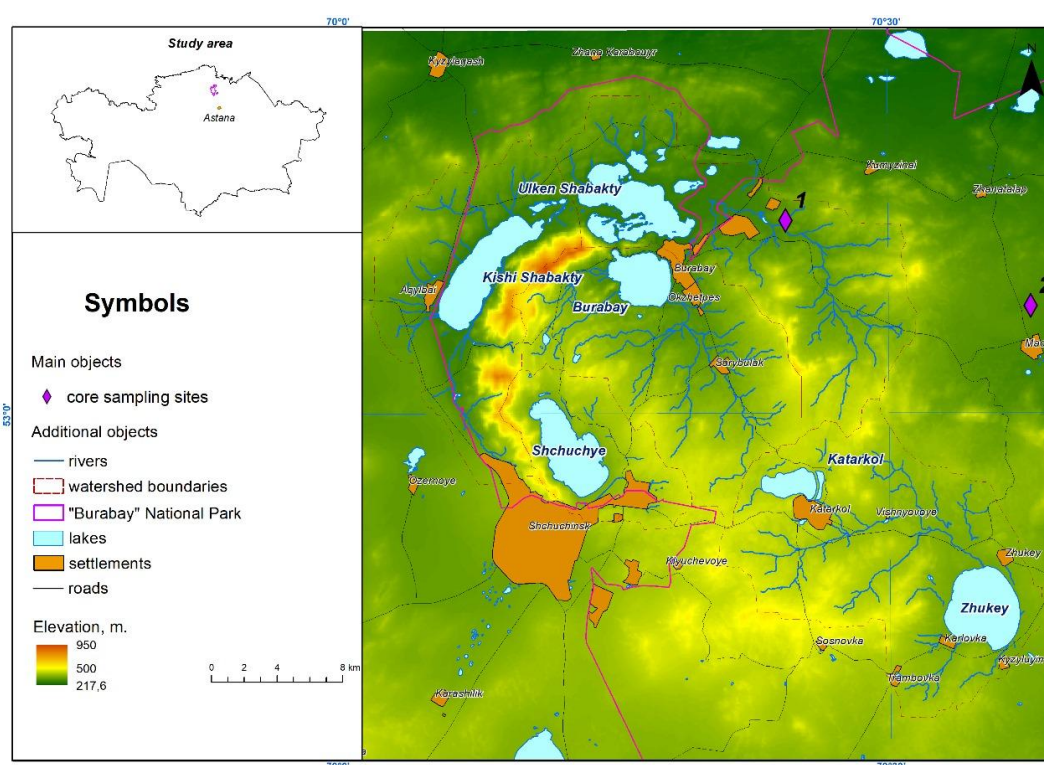 70°0'
70°30'
Study area
Astana
Symbols
Main objects
core sampling sites
Additional objects
rivers
watershed boundaries
"Burabay" National Park
lakes
settlements
roads
Elevation, m.
950
500
217,6
0 2 4 8 km
53°0'
Kyzylagash
Zhana Karabauyr
N
Kumyzinai
Zhanatalap
Ulken Shabakty
1
Kishi Shabakty
Burabay
Okzhetpes
Burabay
2
Sarybulak
Shchuchye
Katarkol
Ozernoye
Katarkol
Vishnyovoye
Shchuchinsk
Klyuchevoye
Zhukey
Zhukey
Sosnovka
Karlovka
Trambovka
Karashilik